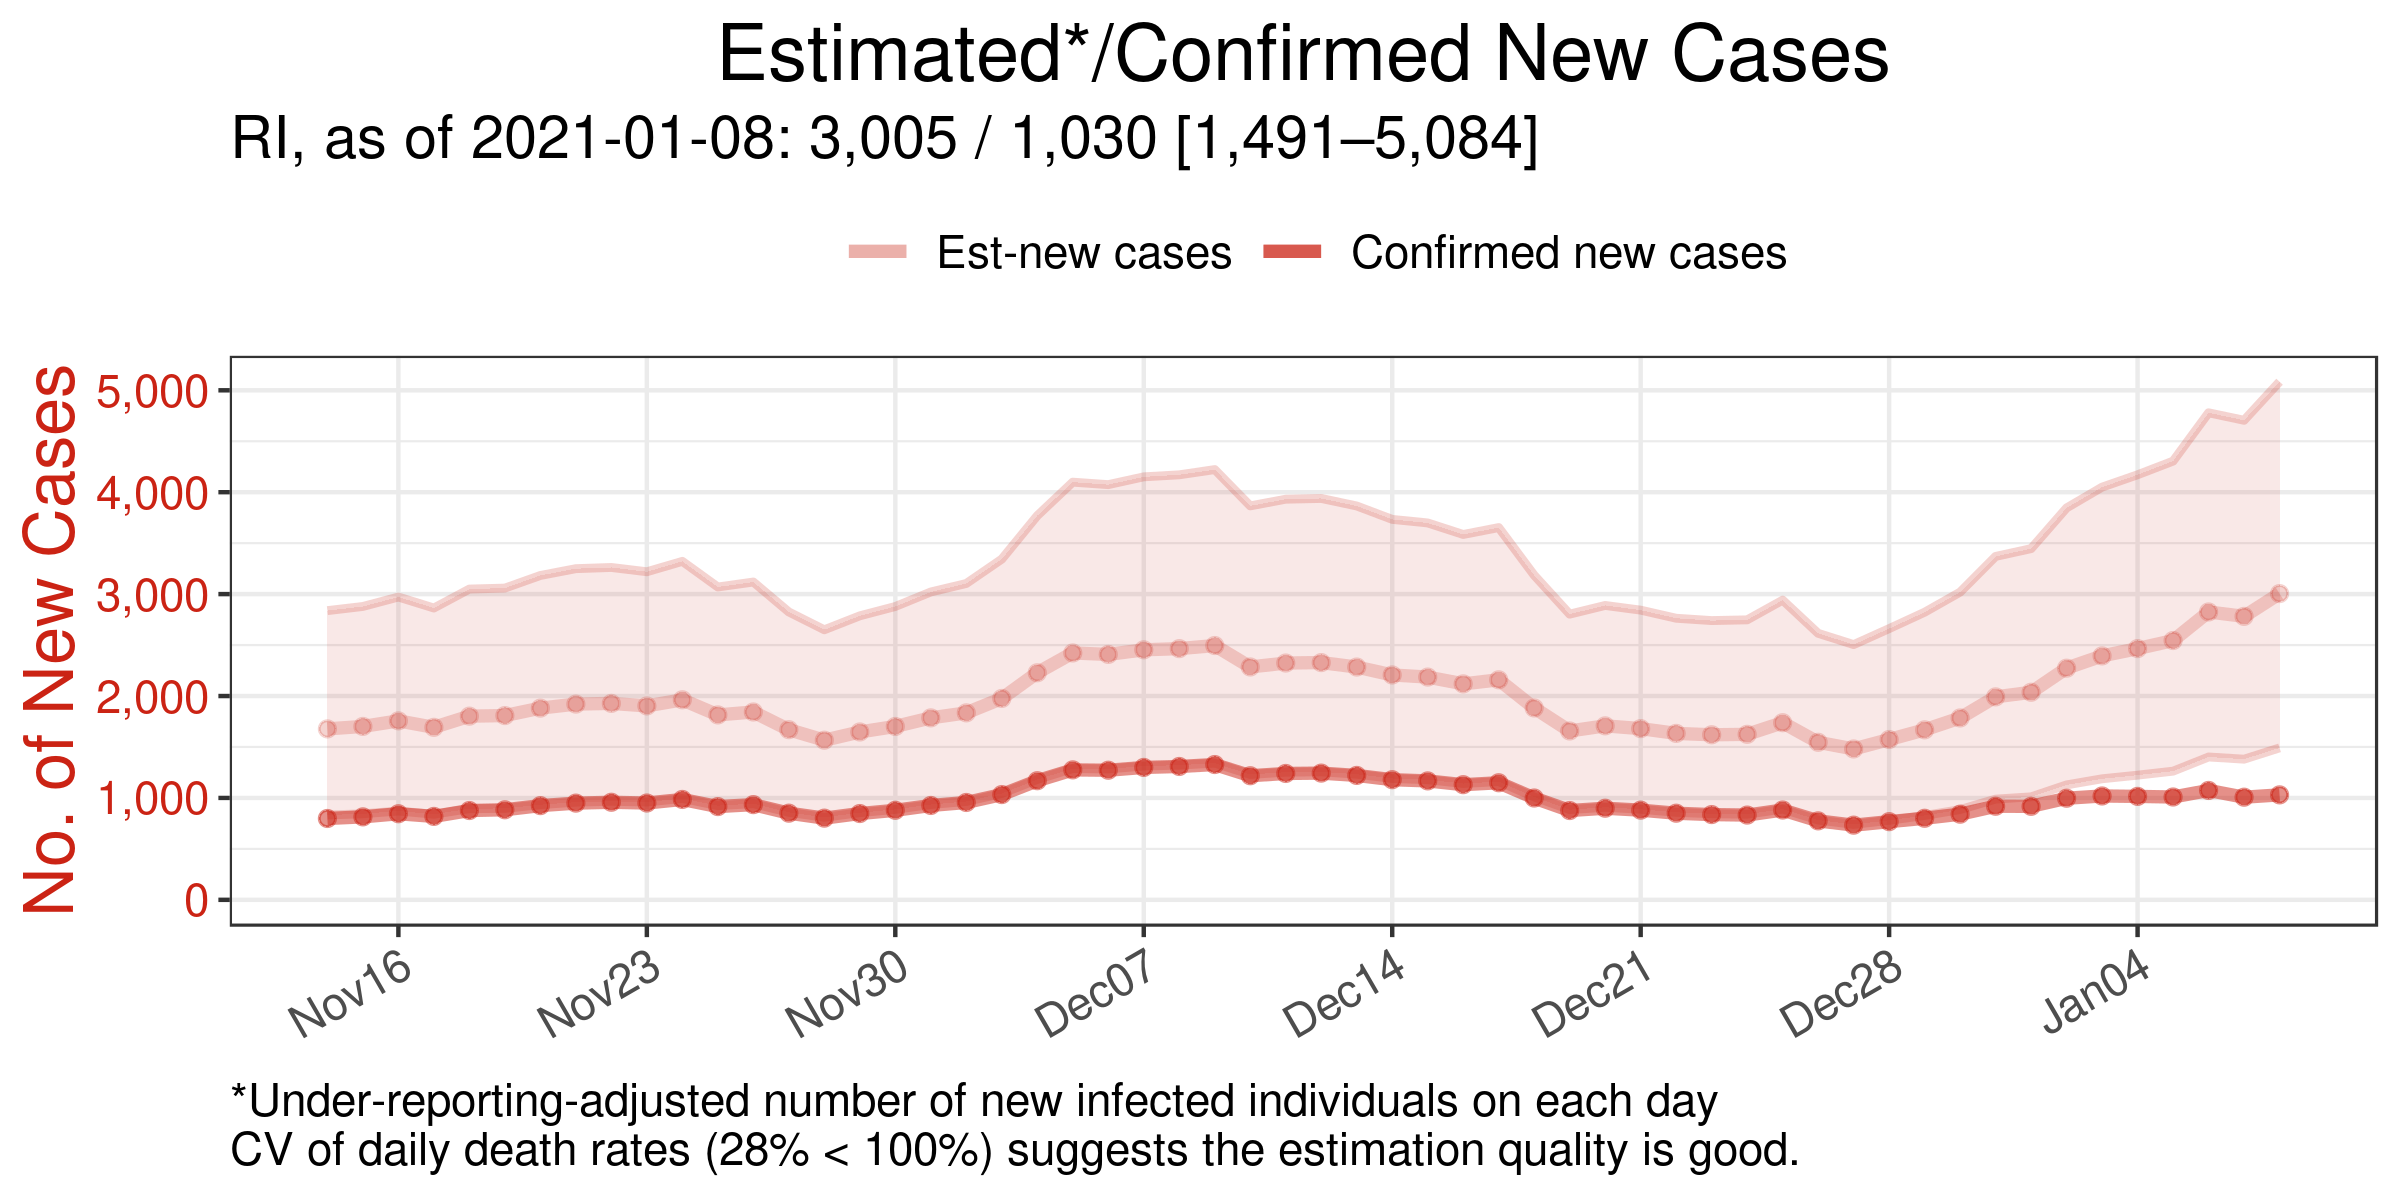 Estimated*/Confirmed New Cases
RI, as of 2021-01-08: 3,005 / 1,030 [1,491–5,084]
Est-new cases
Confirmed new cases
No. of New Cases
5,000
4,000
3,000
2,000
1,000
0
Nov16
Nov23
Nov30
Dec07
Dec14
Dec21
Dec28
Jan04
*Under-reporting-adjusted number of new infected individuals on each day
CV of daily death rates (28% < 100%) suggests the estimation quality is good.